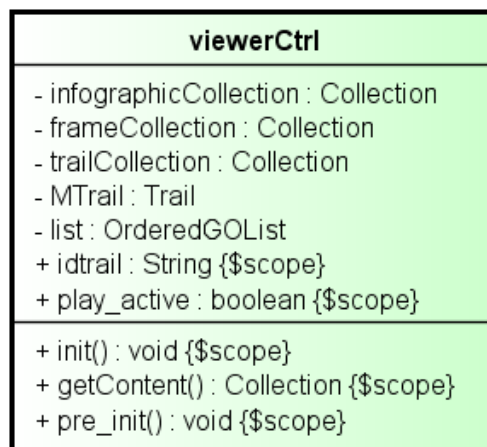 viewerCtrl
- infographicCollection : Collection
- frameCollection : Collection
- trailCollection : Collection
- MTrail : Trail
- list : OrderedGOList
+ idtrail : String {$scope}
+ play_active : boolean {$scope}
+ init() : void {$scope}
+ getContent() : Collection {$scope}
+ pre_init() : void {$scope}